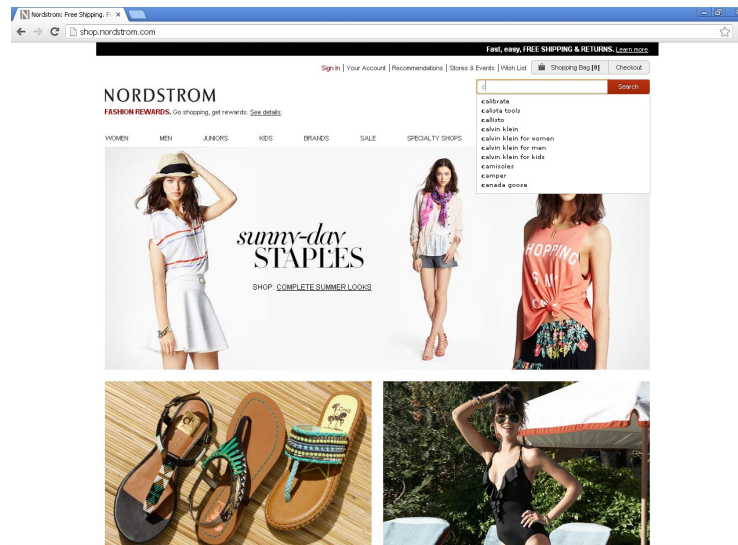 Nordstrom: Free Shipping. Fr
shop.nordstrom.com
Fast, easy, FREE SHIPPING & RETURNS. Learn more.
Sign In | Your Account | Recommendations | Stores & Events | Wish List Shopping Bag [0] Checkout
c Search
NORDSTROM
FASHION REWARDS. Go shopping, get rewards. See details.
calibrate
calista tools
callisto
calvin klein
calvin klein for women
calvin klein for men
calvin klein for kids
camisoles
camper
canada goose
WOMEN MEN JUNIORS KIDS BRANDS SALE SPECIALTY SHOPS
sunny-day
STAPLES
SHOP: COMPLETE SUMMER LOOKS
HOPPING